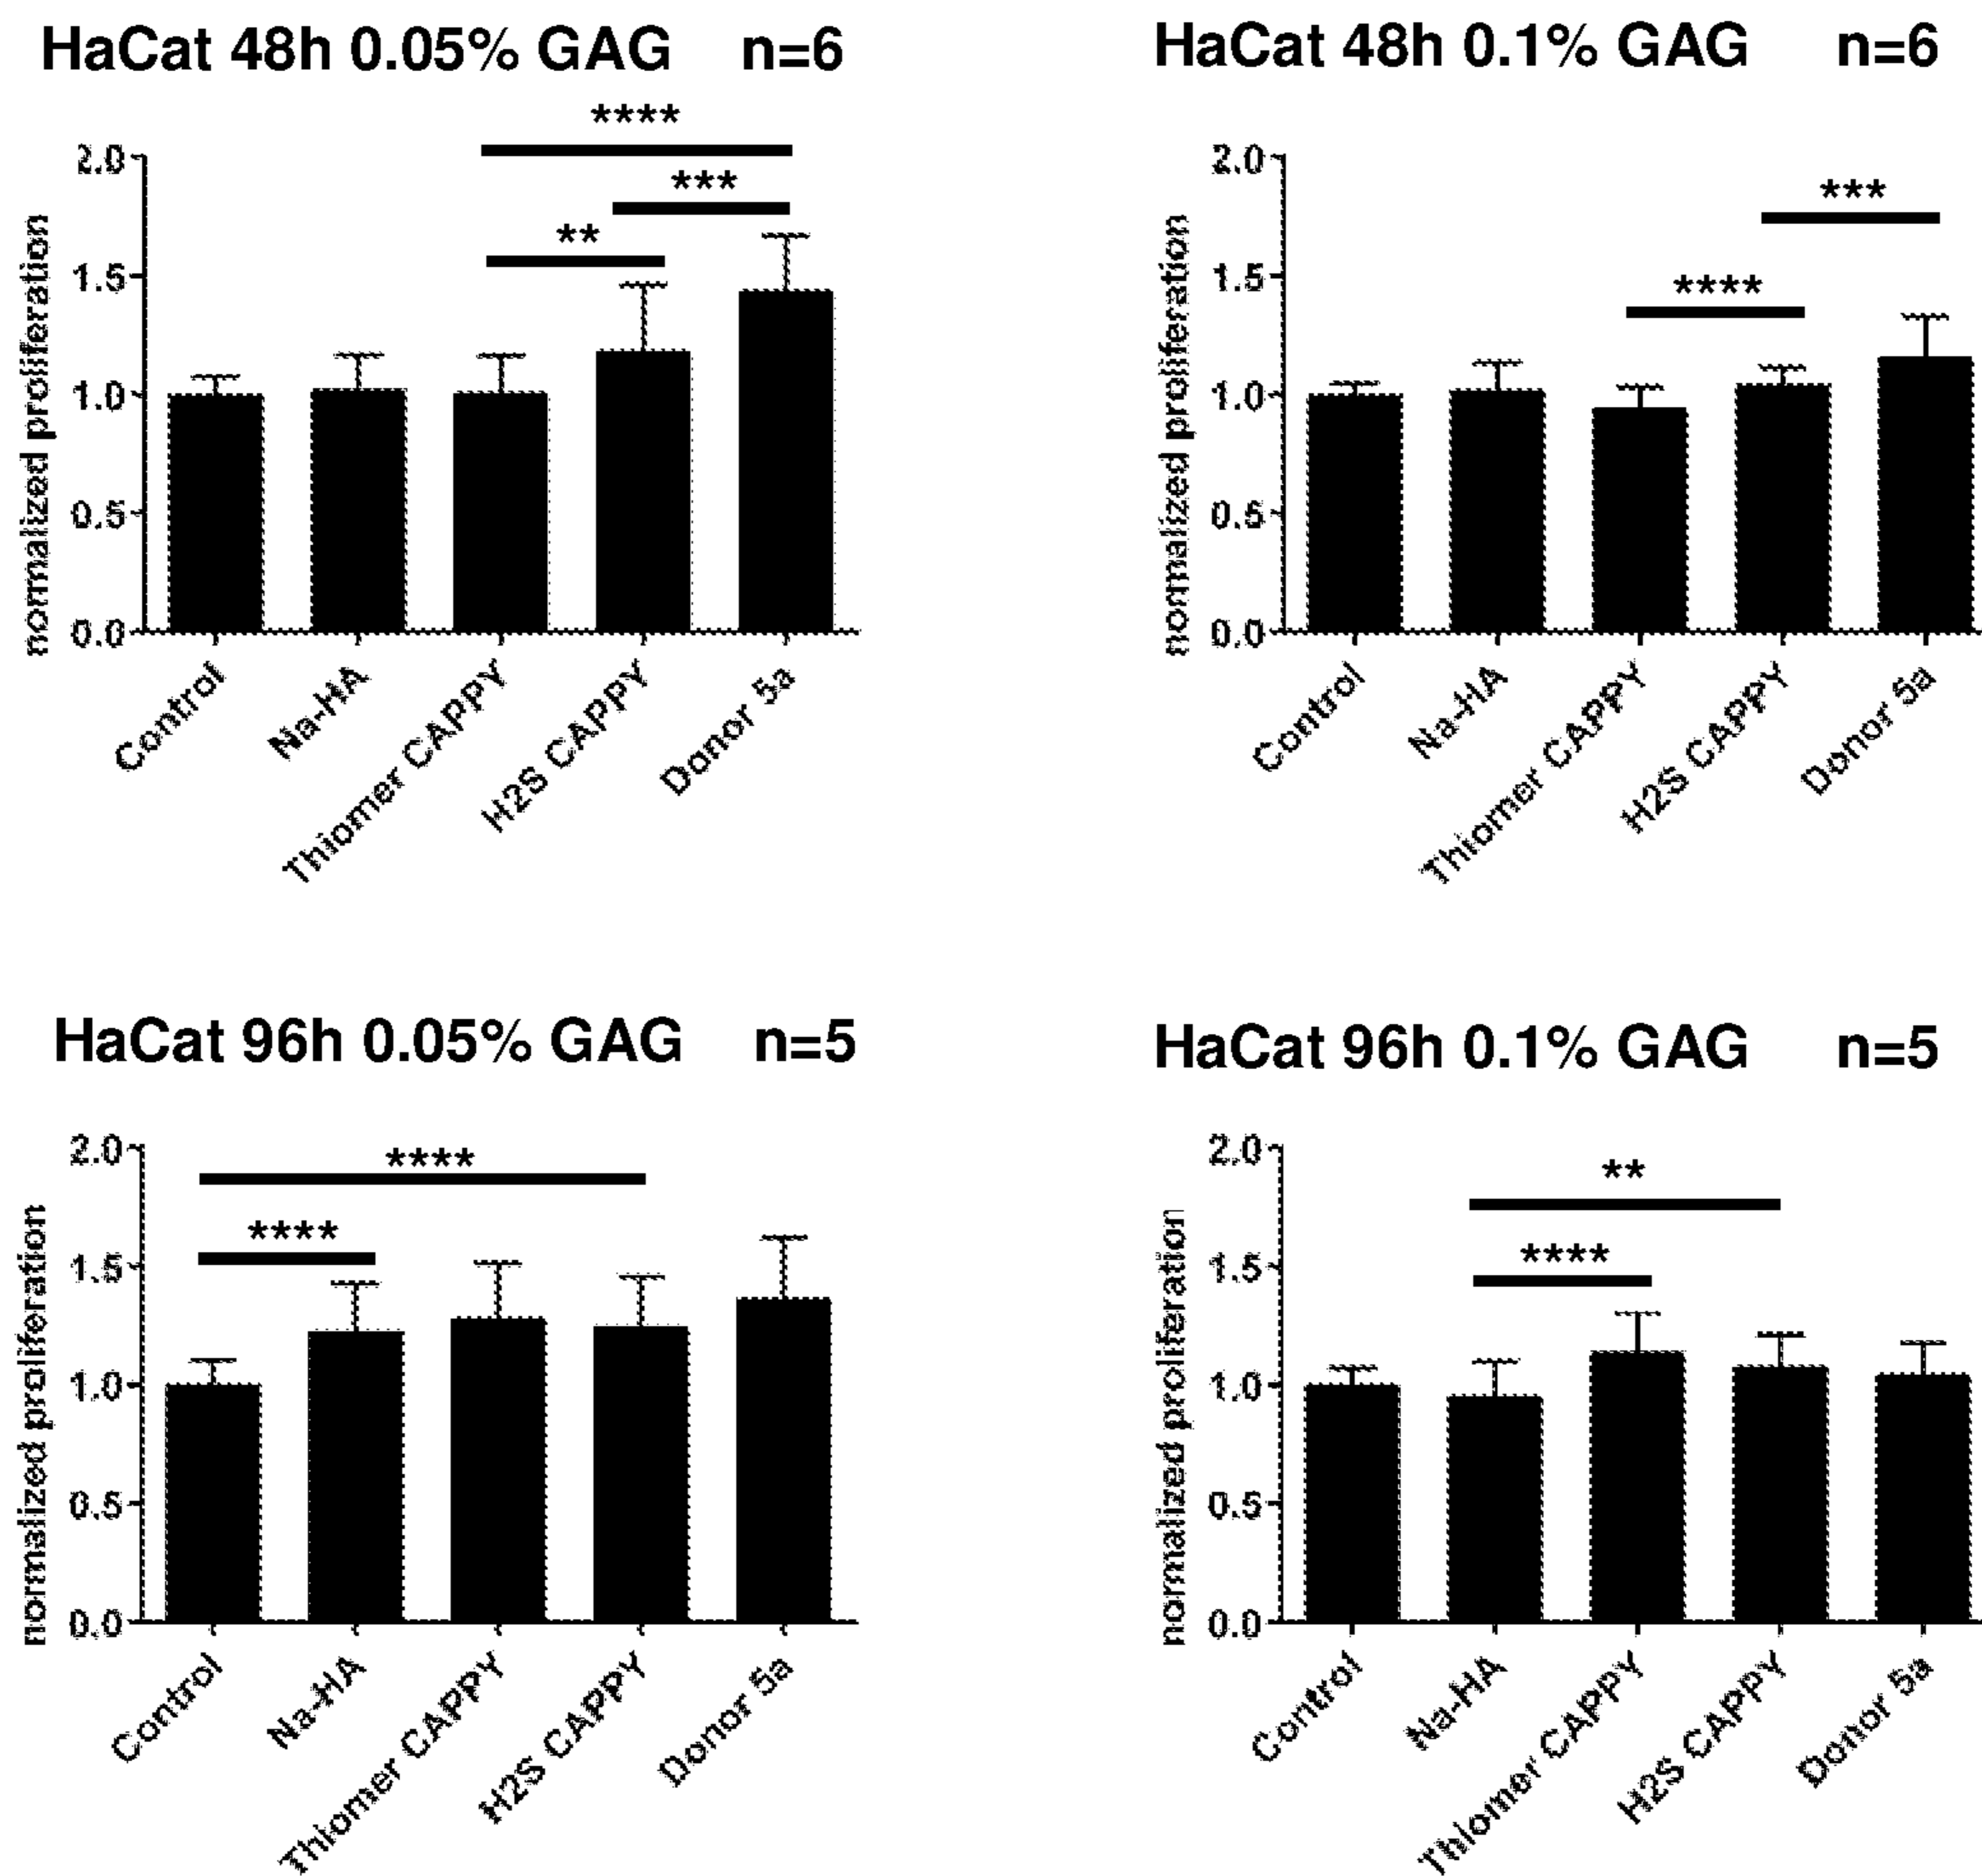 HaCat 48h 0.05% GAG n=6
****
***
**
normalized proliferation
2.0
1.5
1.0
0.5
0.0
Control
Na-HA
Thiomer CAPPY
H2S CAPPY
Donor 5a
HaCat 48h 0.1% GAG n=6
***
****
normalized proliferation
2.0
1.5
1.0
0.5
0.0
Control
Na-HA
Thiomer CAPPY
H2S CAPPY
Donor 5a
HaCat 96h 0.05% GAG n=5
****
****
normalized proliferation
2.0
1.5
1.0
0.5
0.0
Control
Na-HA
Thiomer CAPPY
H2S CAPPY
Donor 5a
HaCat 96h 0.1% GAG n=5
**
****
normalized proliferation
2.0
1.5
1.0
0.5
0.0
Control
Na-HA
Thiomer CAPPY
H2S CAPPY
Donor 5a